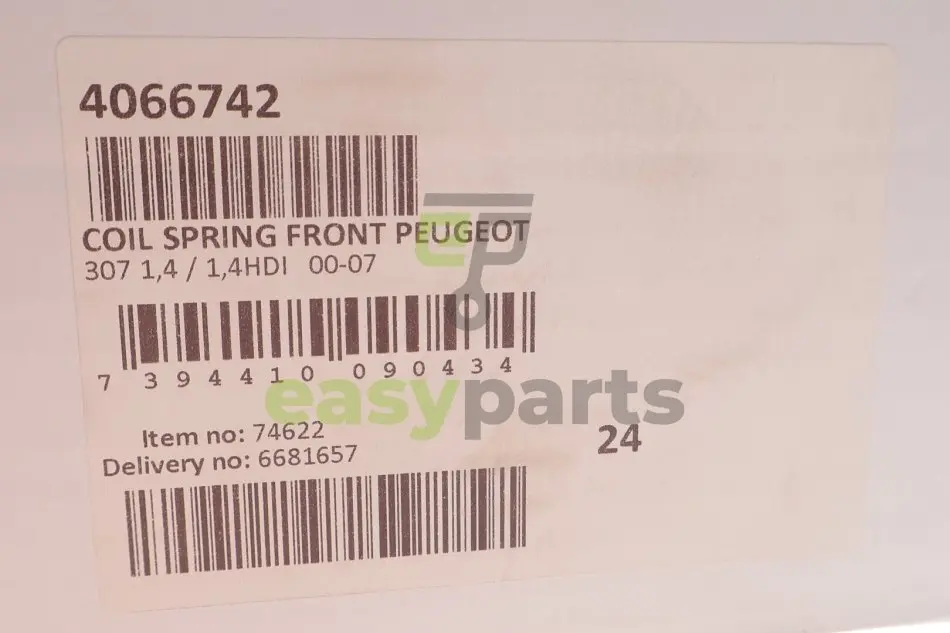 4066742
COIL SPRING FRONT PEUGEOT
307 1,4 / 1,4HDI 00-07
7 394410 090434
easyparts
Item no: 74622
24
Delivery no: 6681657